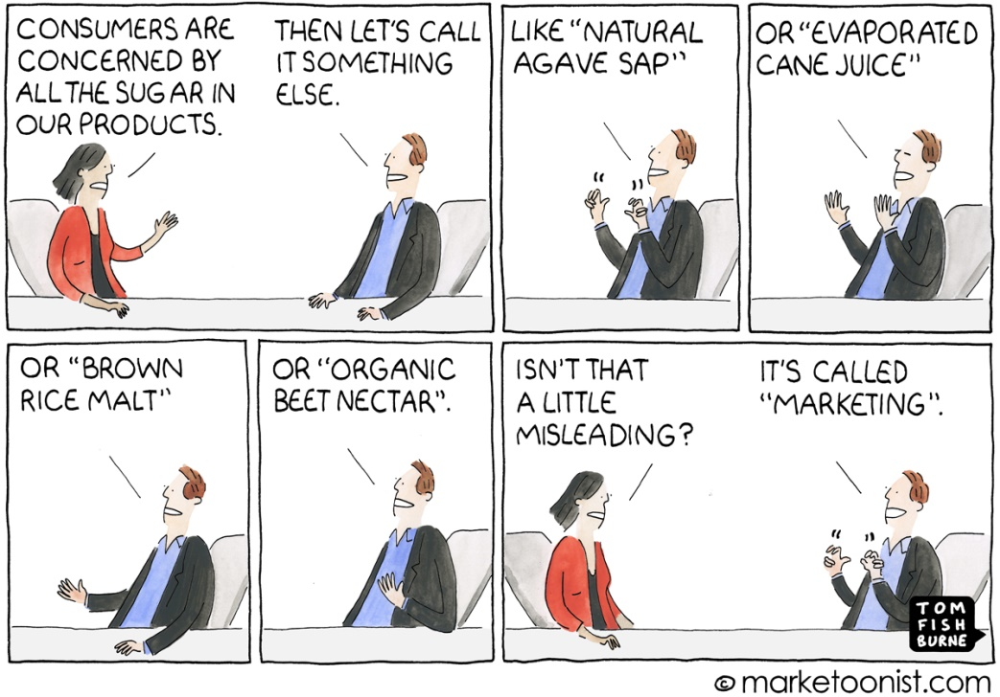 CONSUMERS ARE
CONCERNED BY
ALL THE SUGAR IN
OUR PRODUCTS.
THEN LET'S CALL
IT SOMETHING
ELSE.
LIKE "NATURAL
AGAVE SAP"
OR "EVAPORATED
CANE JUICE"
OR "BROWN
RICE MALT"
OR "ORGANIC
BEET NECTAR".
ISN'T THAT
A LITTLE
MISLEADING?
IT'S CALLED
"MARKETING".
TOM
FISH
BURNE
© marketoonist.com